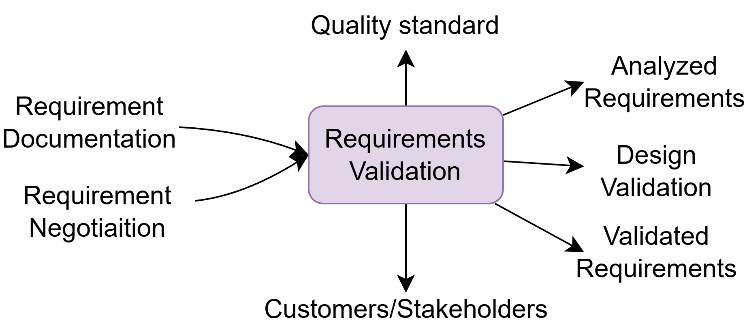 Quality standard
Requirement
Documentation
Requirement
Negotiaition
Requirements
Validation
Analyzed
Requirements
Design
Validation
Validated
Requirements
Customers/Stakeholders